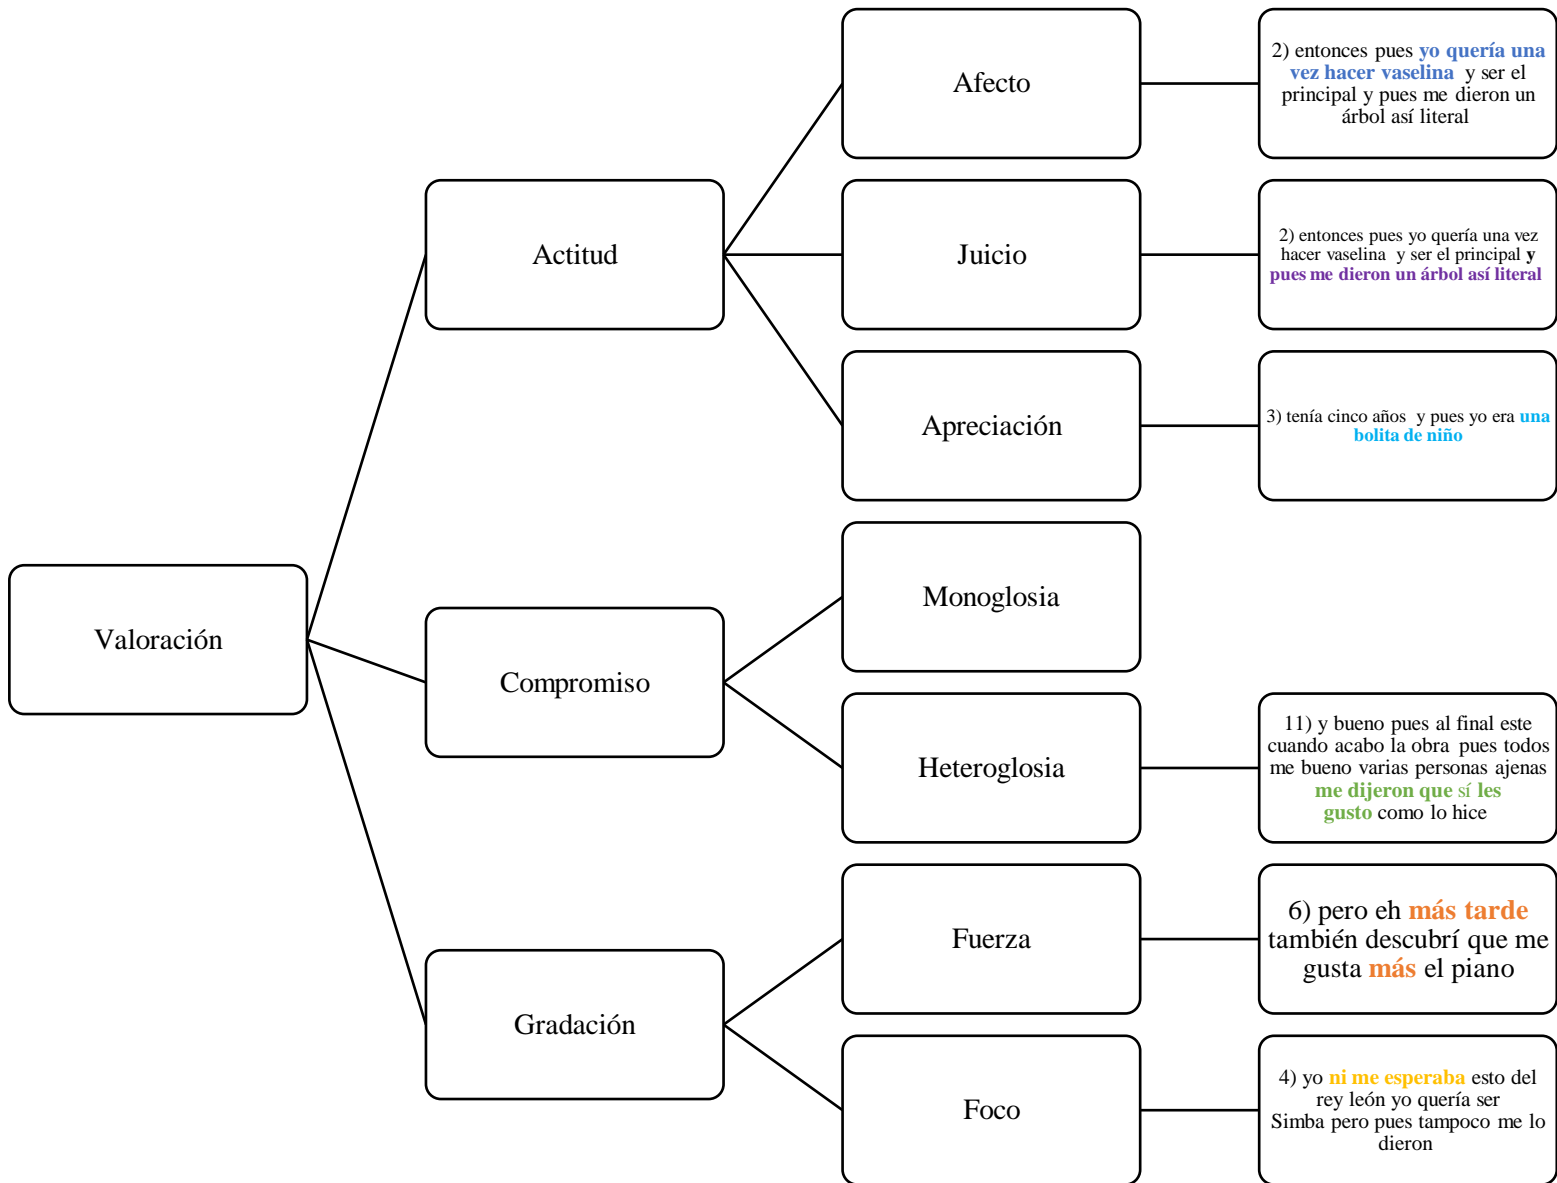 Valoración
Actitud
Afecto
2) entonces pues yo quería una
vez hacer vaselina y ser el
principal y pues me dieron un
árbol así literal
Juicio
2) entonces pues yo quería una vez
hacer vaselina y ser el principal y
pues me dieron un árbol así literal
Apreciación
3) tenía cinco años y pues yo era una
bolita de niño
Compromiso
Monoglosia
Heteroglosia
11) y bueno pues al final este
cuando acabo la obra pues todos
me bueno varias personas ajenas
me dijeron que sí les
gusto como lo hice
Gradación
Fuerza
6) pero eh más tarde
también descubrí que me
gusta más el piano
Foco
4) yo ni me esperaba esto del
rey león yo quería ser
Simba pero pues tampoco me lo
dieron